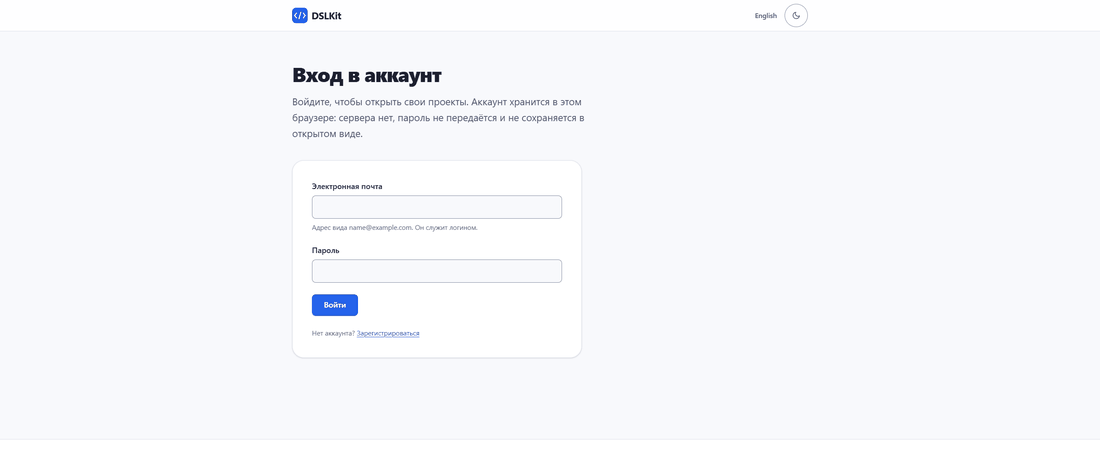 DSLKit
English
Вход в аккаунт
Войдите, чтобы открыть свои проекты. Аккаунт хранится в этом
браузере: сервера нет, пароль не передаётся и не сохраняется в
открытом виде.
Электронная почта
Адрес вида name@example.com. Он служит логином.
Пароль
Войти
Нет аккаунта? Зарегистрироваться